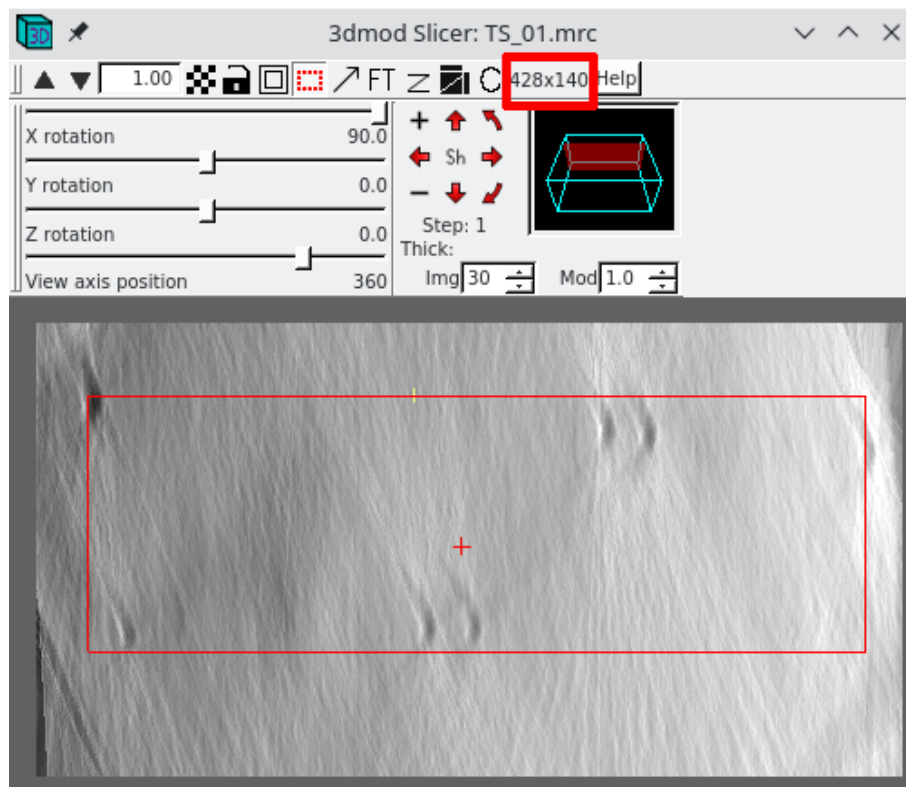 3D 3dmod Slicer: TS_01.mrc
1.00 FT Z C 428x140 Help
X rotation 90.0
Y rotation 0.0
Z rotation 0.0
View axis position 360
Sh
Step: 1
Thick:
Img 30 Mod 1.0